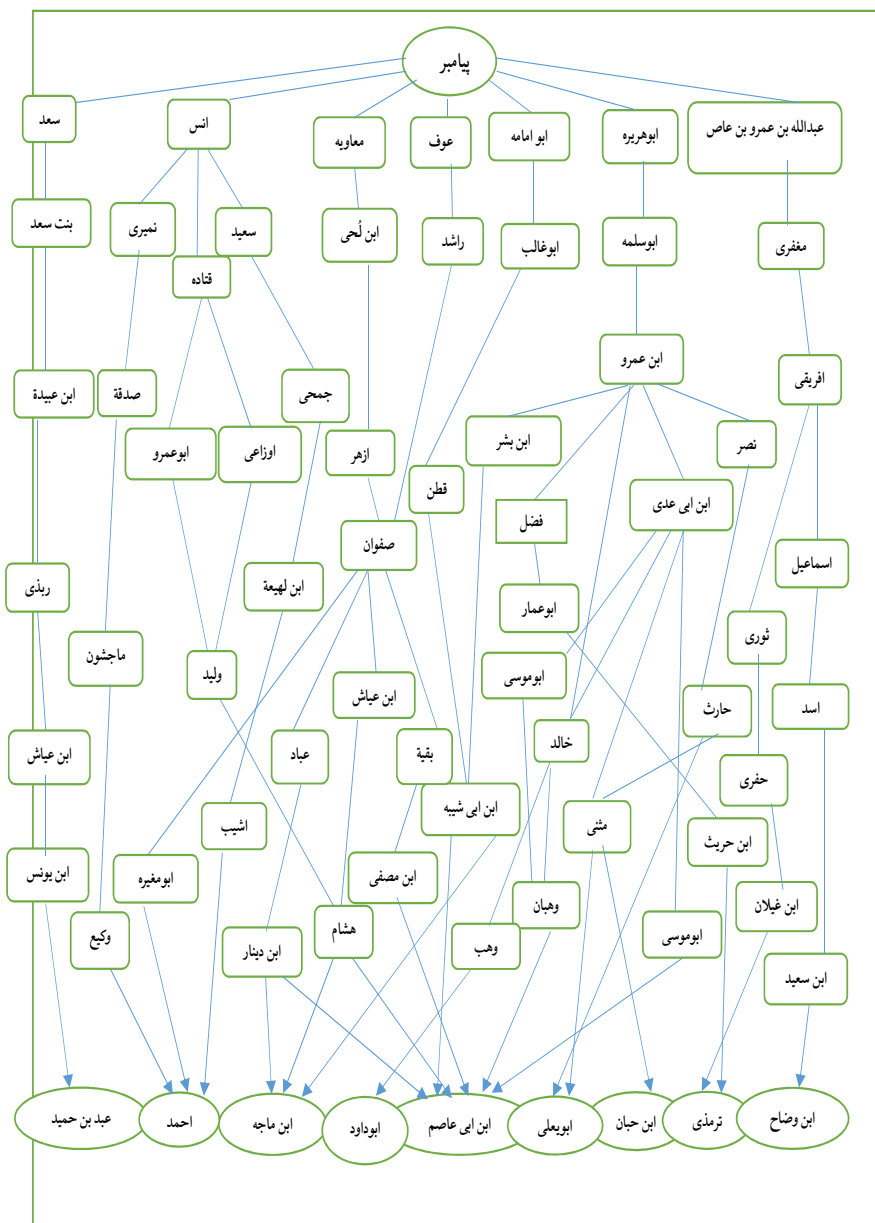 پیامبر
عبدالله بن عمرو بن عاص
ابوهریره
ابو امامه
عوف
معاویه
انس
سعد
مغفری
ابوسلمه
ابوغالب
راشد
ابن لُحی
سعید
قتاده
نمیری
بنت سعد
افریقی
ابن عمرو
جمحی
صدقة
ابن عبیدة
نصر
ابن بشر
ازهر
اوزاعی
ابوعمرو
ابن ابی عدی
قطن
فضل
صفوان
اسماعیل
ابوعمار
ابن لهیعة
ربذی
ثوری
ابوموسی
ولید
ماجشون
اسد
حارث
خالد
ابن عیاش
عباد
بقیة
ابن عیاش
حفری
ابن ابی شیبه
مثنی
اشیب
ابن حریث
ابن مصفی
ابومغیره
ابن یونس
ابن غیلان
وهبان
ابوموسی
وهب
هشام
ابن دینار
وکیع
ابن سعید
ابن وضاح
ترمذی
ابن حبان
ابویعلی
ابن ابی عاصم
ابوداود
ابن ماجه
احمد
عبد بن حمید